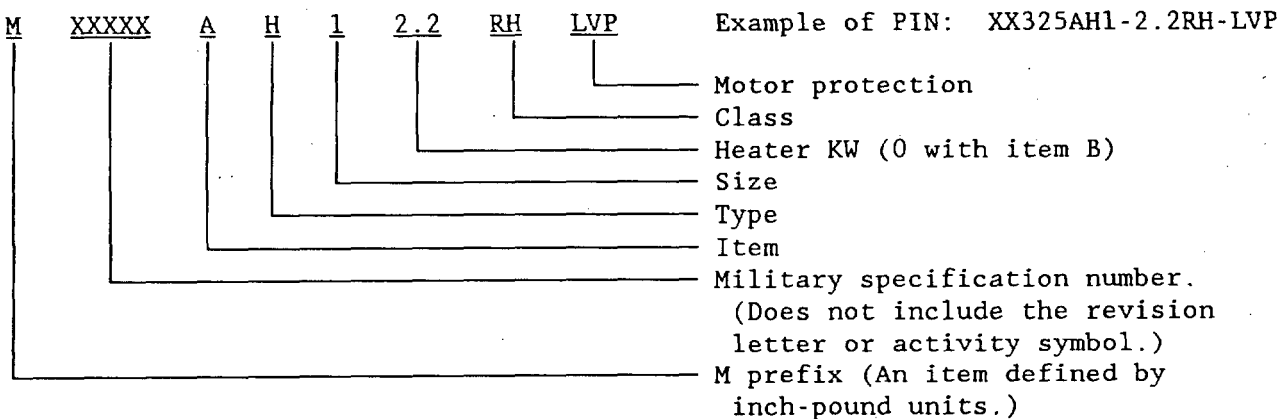 M XXXXX A H 1 2.2 RH LVP Example of PIN: XX325AH1-2.2RH-LVP
Motor protection
Class
Heater KW (0 with item B)
Size
Type
Item
Military specification number.
(Does not include the revision
letter or activity symbol.)
M prefix (An item defined by
inch-pound units.)